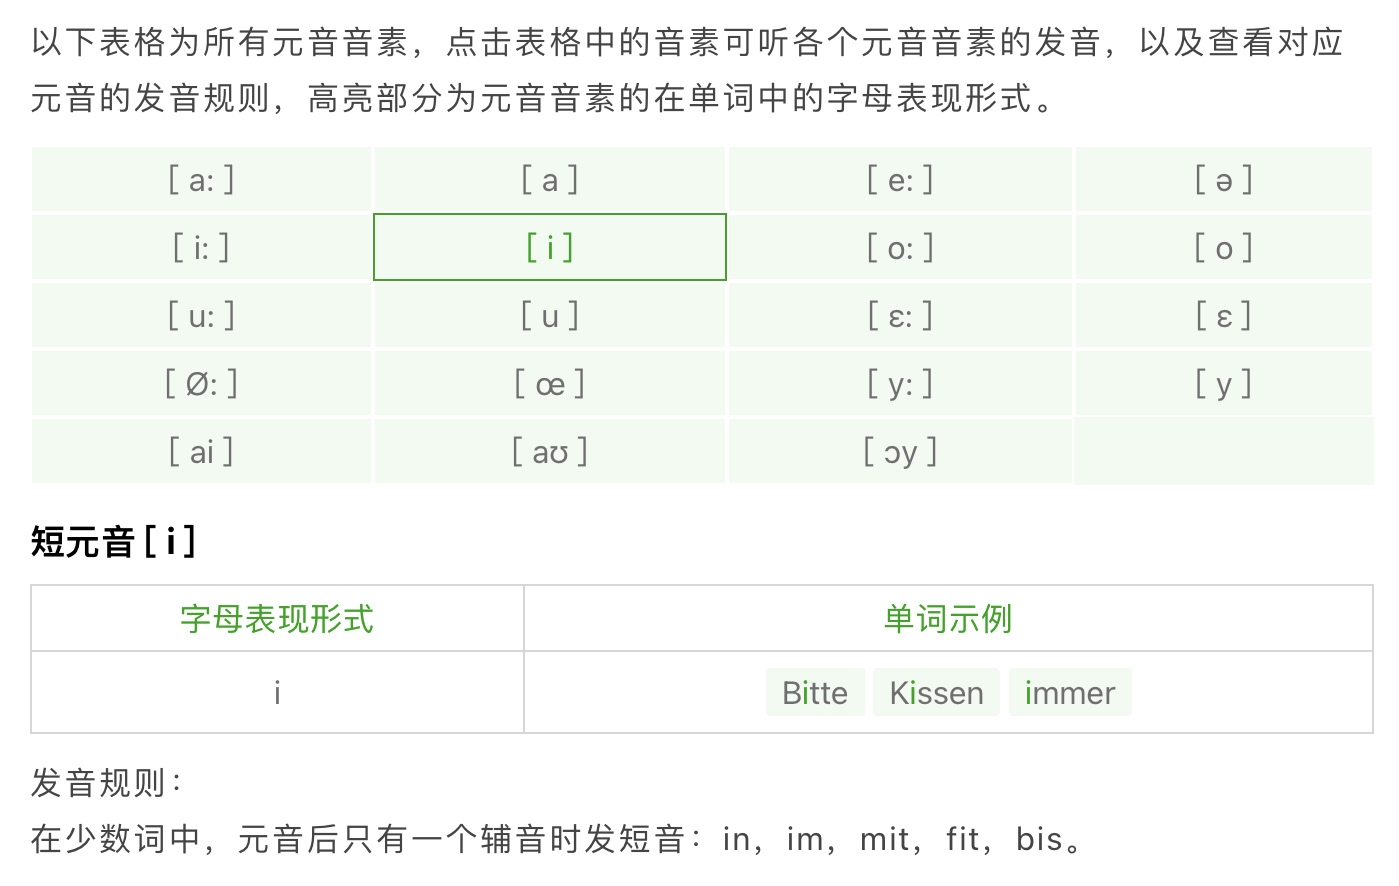 以下表格为所有元音音素，点击表格中的音素可听各个元音音素的发音，以及查看对应
元音的发音规则，高亮部分为元音音素的在单词中的字母表现形式。
[ a: ] [ a ] [ e: ] [ ə ]
[ i: ] [ i ] [ o: ] [ o ]
[ u: ] [ u ] [ ɛ: ] [ ɛ ]
[ Ø: ] [ œ ] [ y: ] [ y ]
[ ai ] [ aʊ ] [ ɔy ]
短元音 [ i ]
字母表现形式 单词示例
i Bitte Kissen immer
发音规则：
在少数词中，元音后只有一个辅音时发短音：in，im，mit，fit，bis。